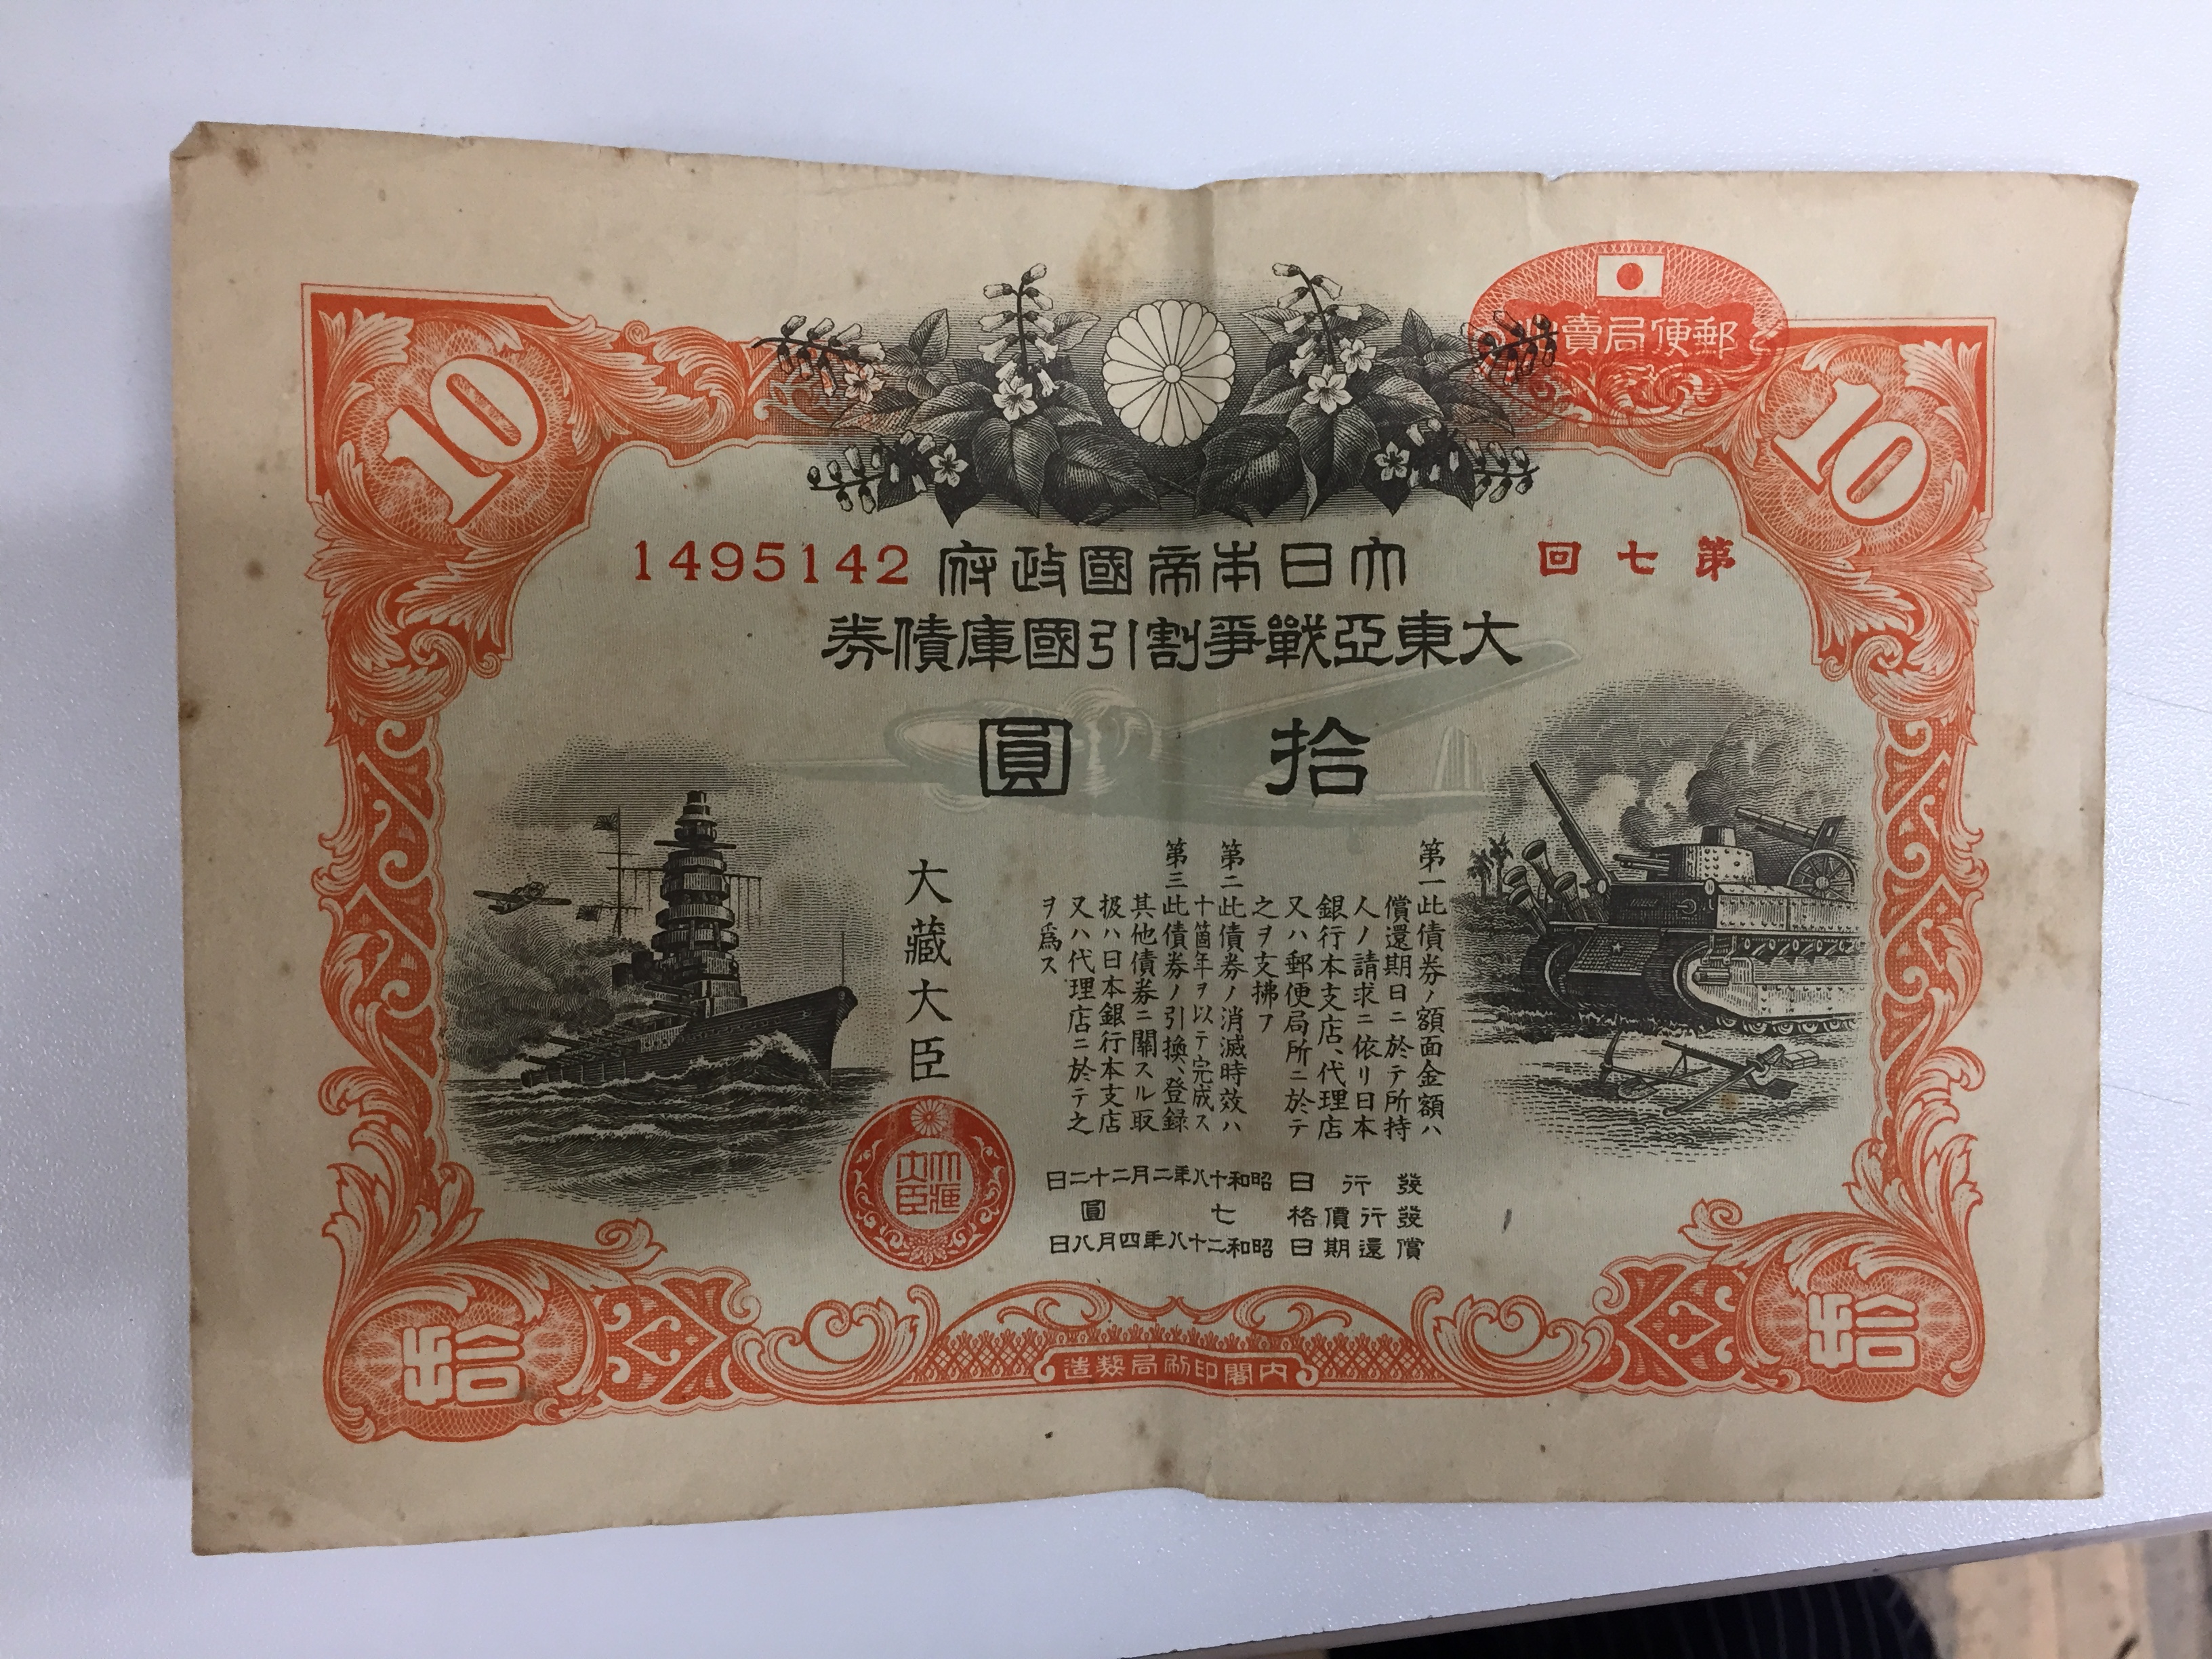 郵便局賣出
10
10
第七回
大日本帝國政府
1495142
大東亞戰爭割引國庫債券
拾圓
第一此債券ノ額面金額ハ
償還期日ニ於テ所持
人ノ請求ニ依リ日本
銀行本支店、代理店
又ハ郵便局所ニ於テ
之ヲ支拂フ
第二此債券ノ消滅時效ハ
十箇年ヲ以テ完成ス
第三此債券ノ引換、登錄
其他債券ニ關スル取
扱ハ日本銀行本支店
又ハ代理店ニ於テ之
ヲ爲ス
大藏大臣
大藏大臣
發行日昭和十八年二月二十二日
發行價格七圓
償還期日昭和二十八年四月八日
拾
拾
内閣印刷局製造